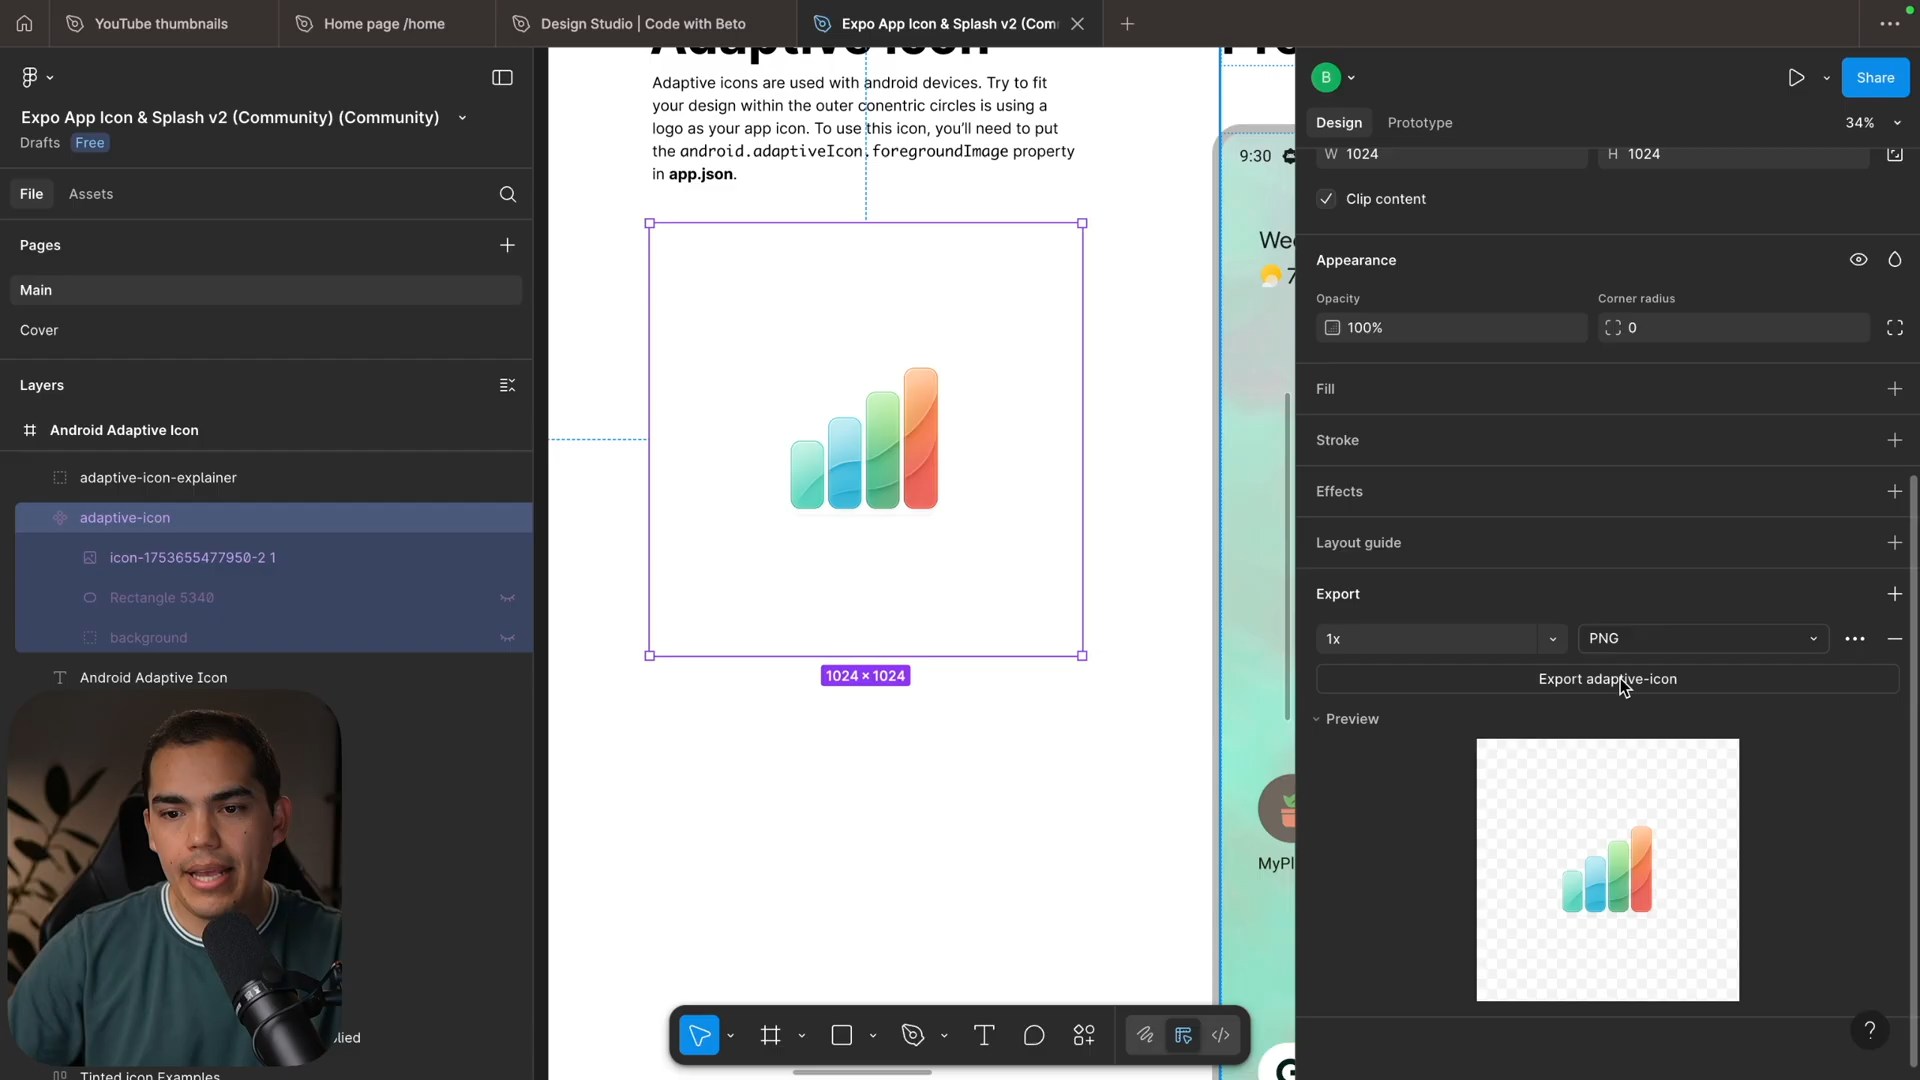 YouTube thumbnails
Home page /home
Design Studio | Code with Beto
Expo App Icon & Splash v2 (Com
Expo App Icon & Splash v2 (Community) (Community)
Drafts
Free
File
Assets
Pages
Main
Cover
Layers
Android Adaptive Icon
adaptive-icon-explainer
adaptive-icon
icon-1753655477950-2 1
Rectangle 5340
background
Android Adaptive Icon
Tinted icon Examples
Adaptive Icon
Adaptive icons are used with android devices. Try to fit
your design within the outer conentric circles is using a
logo as your app icon. To use this icon, you'll need to put
the android.adaptiveIcon.foregroundImage property
in app.json.
1024 × 1024
9:30
Wed
7
MyPl
G
B
Share
Design
Prototype
34%
W 1024
H 1024
Clip content
Appearance
Opacity
Corner radius
100%
0
Fill
Stroke
Effects
Layout guide
Export
1x
PNG
Export adaptive-icon
Preview
?